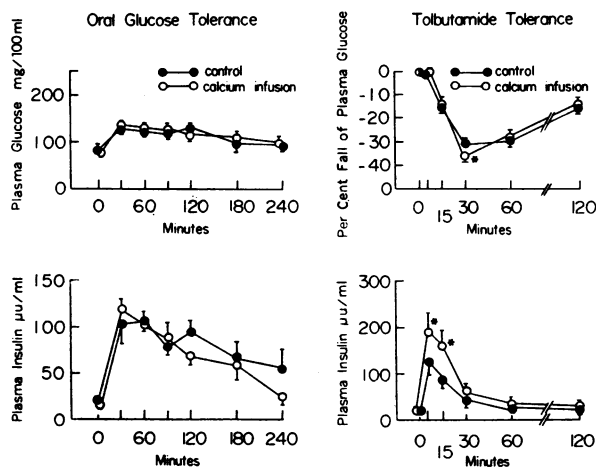 Oral Glucose Tolerance
Plasma Glucose mg/100ml
control
calcium infusion
200
100
0
0 60 120 180 240
Minutes
Tolbutamide Tolerance
Per Cent Fall of Plasma Glucose
control
calcium infusion
0
-10
-20
-30
-40
*
0 15 30 60 120
Minutes
Plasma Insulin µu/ml
150
100
50
0
0 60 120 180 240
Minutes
Plasma Insulin µu/ml
300
200
100
0
* *
0 15 30 60 120
Minutes